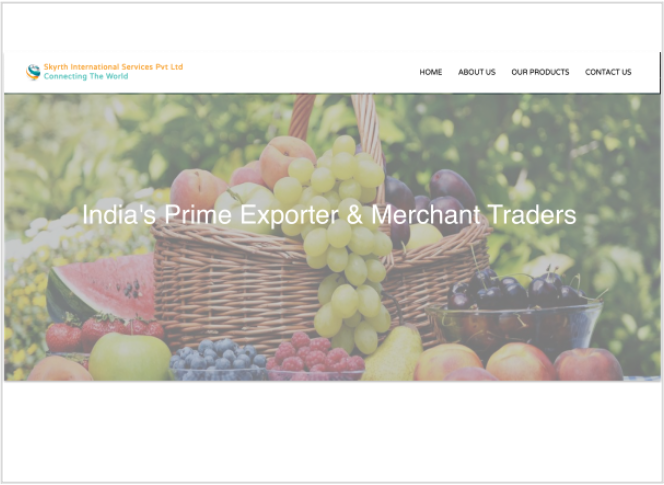 Skyrth International Services Pvt Ltd
Connecting The World
HOME ABOUT US OUR PRODUCTS CONTACT US
India's Prime Exporter & Merchant Traders